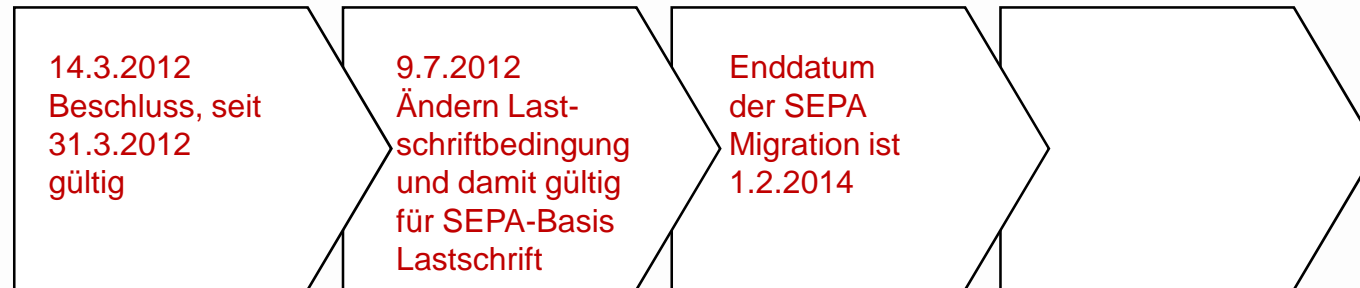 14.3.2012
Beschluss, seit
31.3.2012
gültig
9.7.2012
Ändern Last-
schriftbedingung
und damit gültig
für SEPA-Basis
Lastschrift
Enddatum
der SEPA
Migration ist
1.2.2014